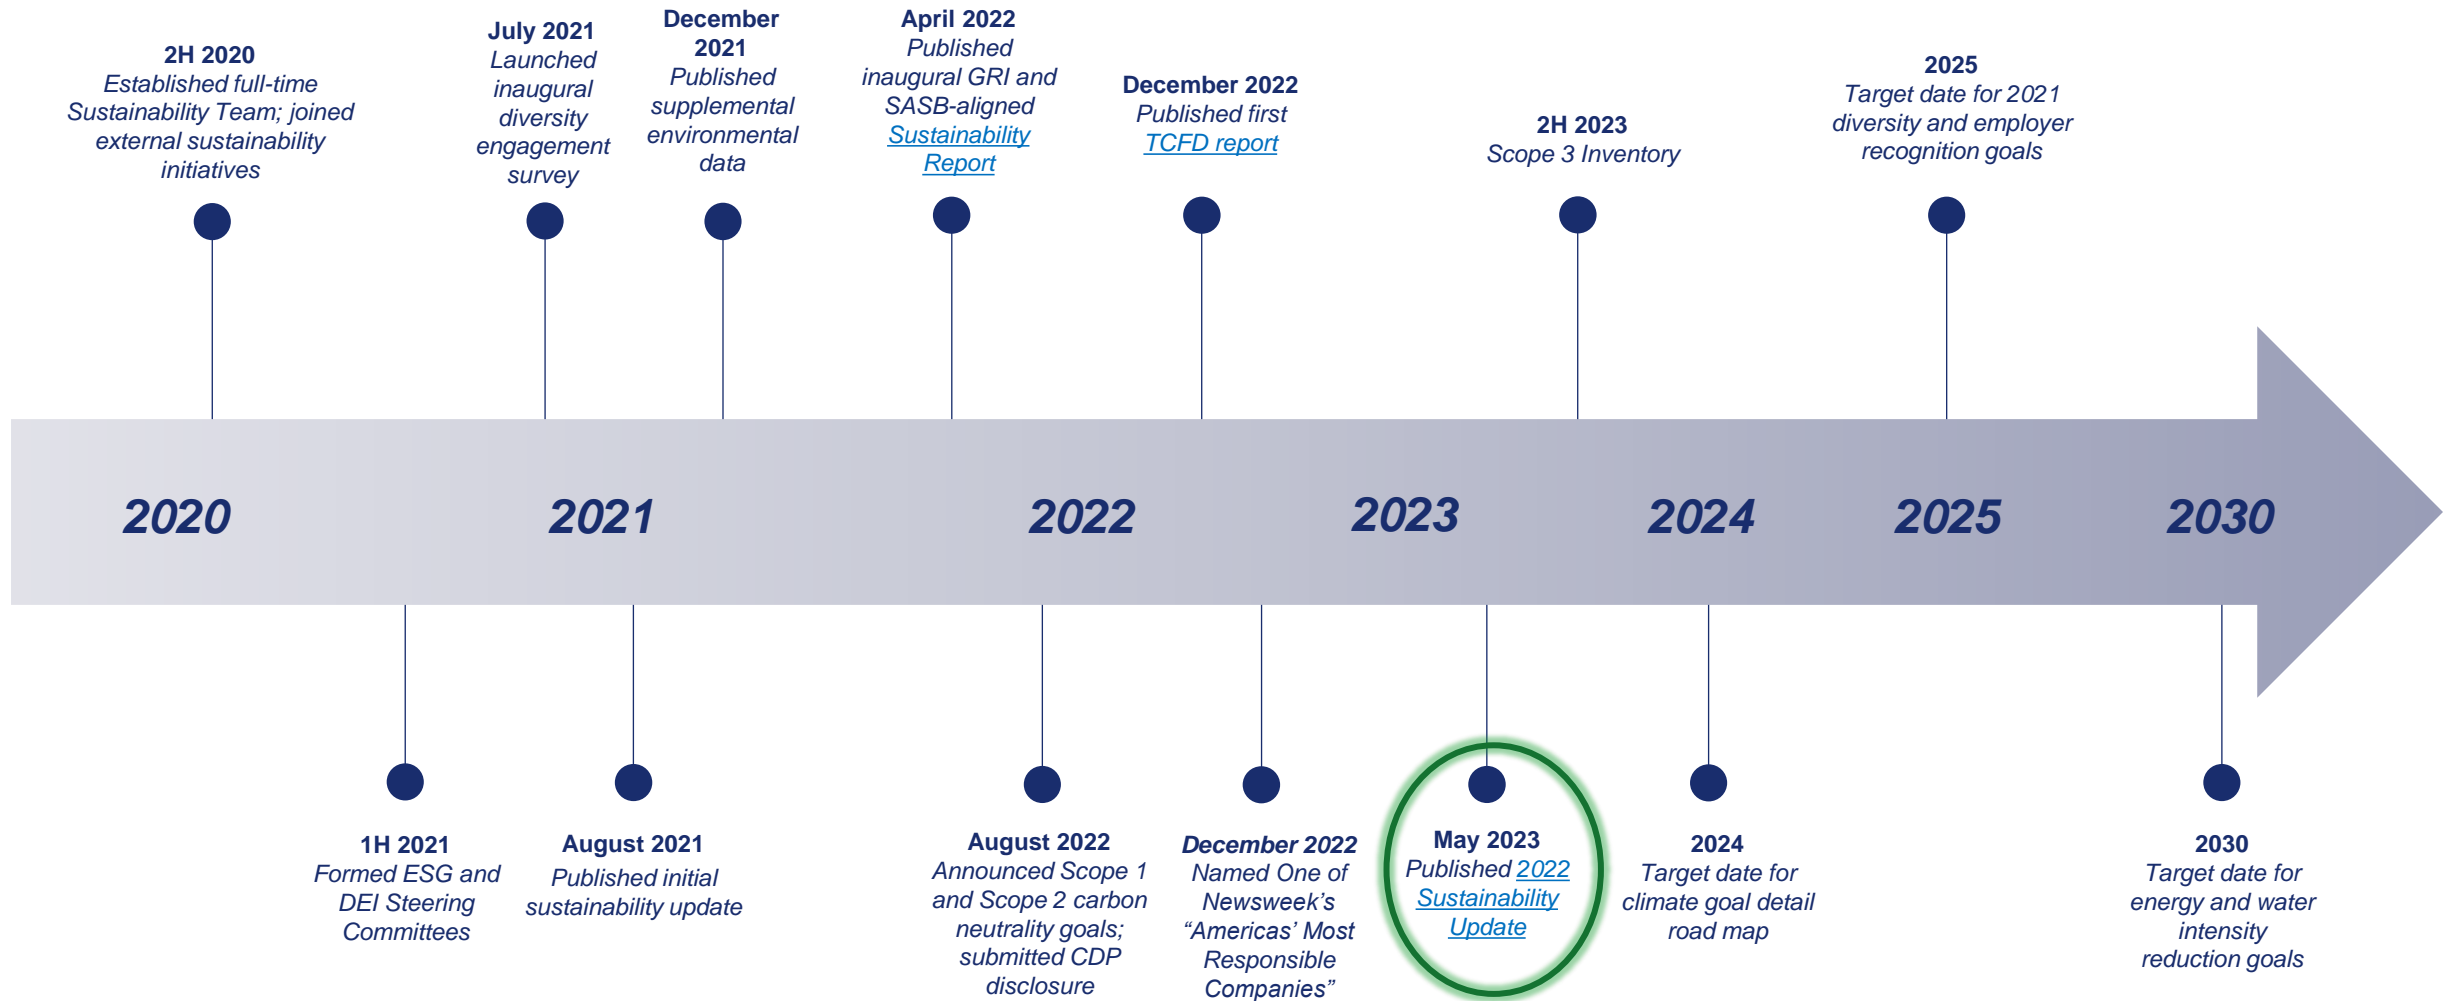 2H 2020
Established full-time
Sustainability Team; joined
external sustainability
initiatives
July 2021
Launched
inaugural
diversity
engagement
survey
December
2021
Published
supplemental
environmental
data
April 2022
Published
inaugural GRI and
SASB-aligned
Sustainability
Report
December 2022
Published first
TCFD report
2H 2023
Scope 3 Inventory
2025
Target date for 2021
diversity and employer
recognition goals
2020
2021
2022
2023
2024
2025
2030
1H 2021
Formed ESG and
DEI Steering
Committees
August 2021
Published initial
sustainability update
August 2022
Announced Scope 1
and Scope 2 carbon
neutrality goals;
submitted CDP
disclosure
December 2022
Named One of
Newsweek’s
“Americas’ Most
Responsible
Companies”
May 2023
Published 2022
Sustainability
Update
2024
Target date for
climate goal detail
road map
2030
Target date for
energy and water
intensity
reduction goals